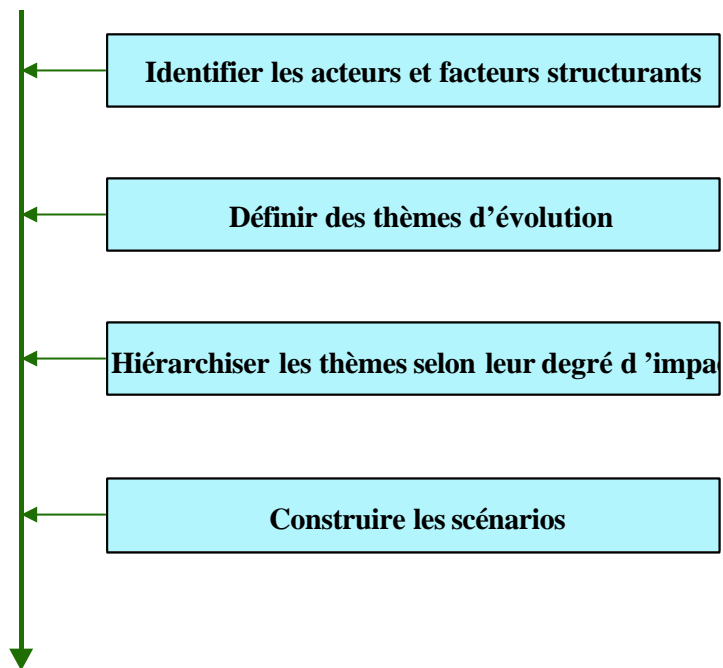 Identifier les acteurs et facteurs structurants
Définir des thèmes d’évolution
Hiérarchiser les thèmes selon leur degré d ’impac
Construire les scénarios